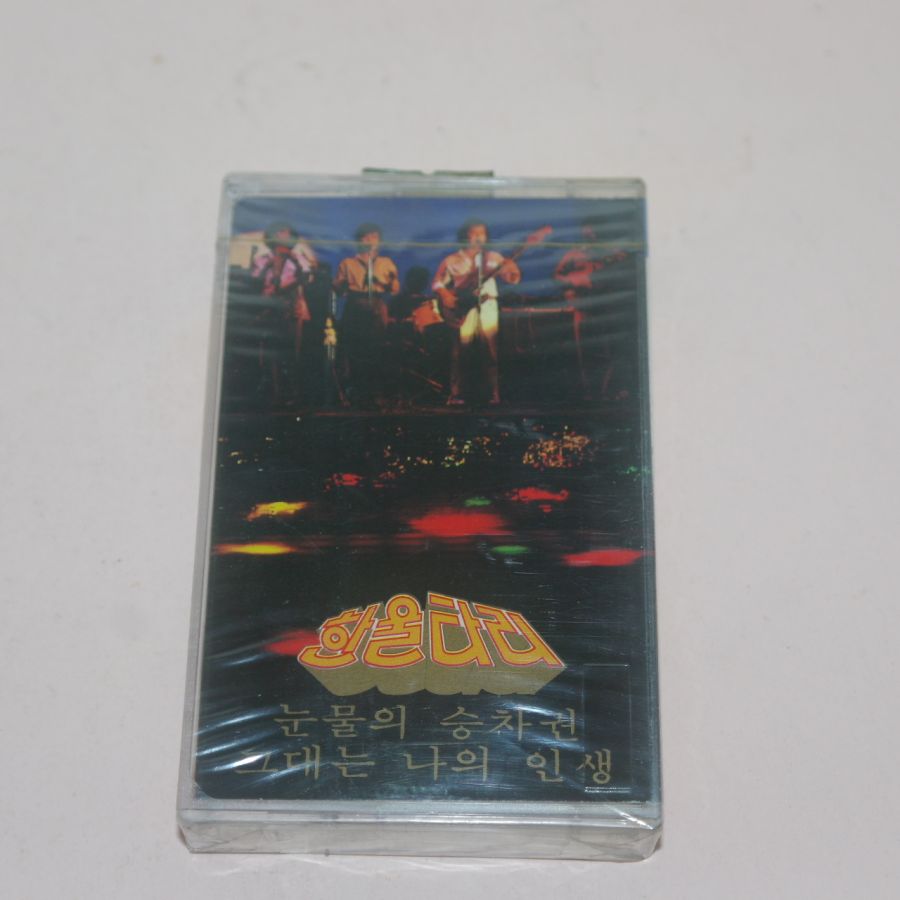 한울타리
눈물의 승차권
그대는 나의 인생